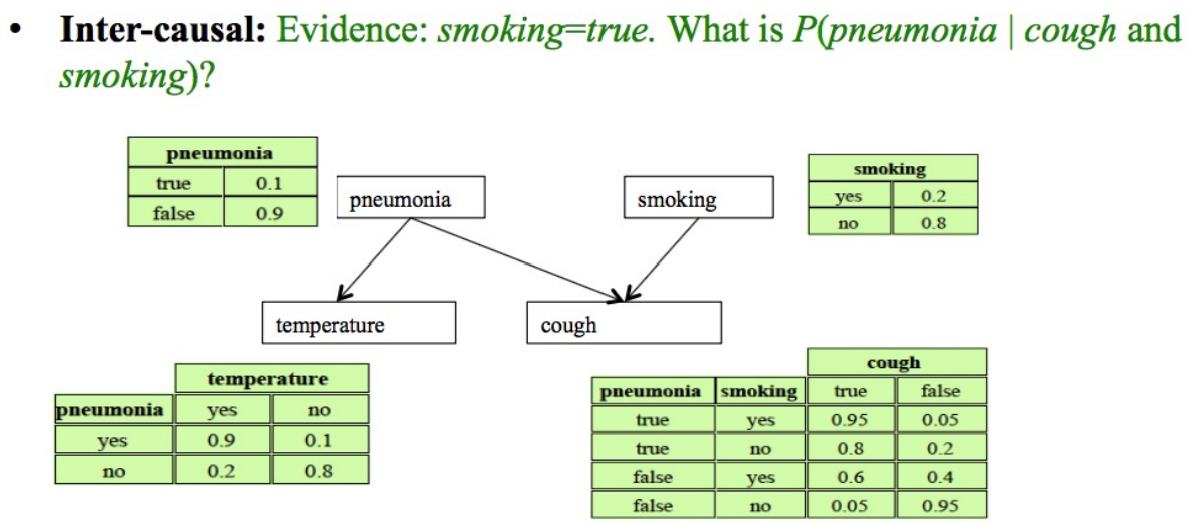 • Inter-causal: Evidence: smoking=true. What is P(pneumonia | cough and
smoking)?
pneumonia
true 0.1
false 0.9
pneumonia
smoking
smoking
yes 0.2
no 0.8
temperature
cough
temperature
pneumonia yes no
yes 0.9 0.1
no 0.2 0.8
cough
pneumonia smoking true false
true yes 0.95 0.05
true no 0.8 0.2
false yes 0.6 0.4
false no 0.05 0.95